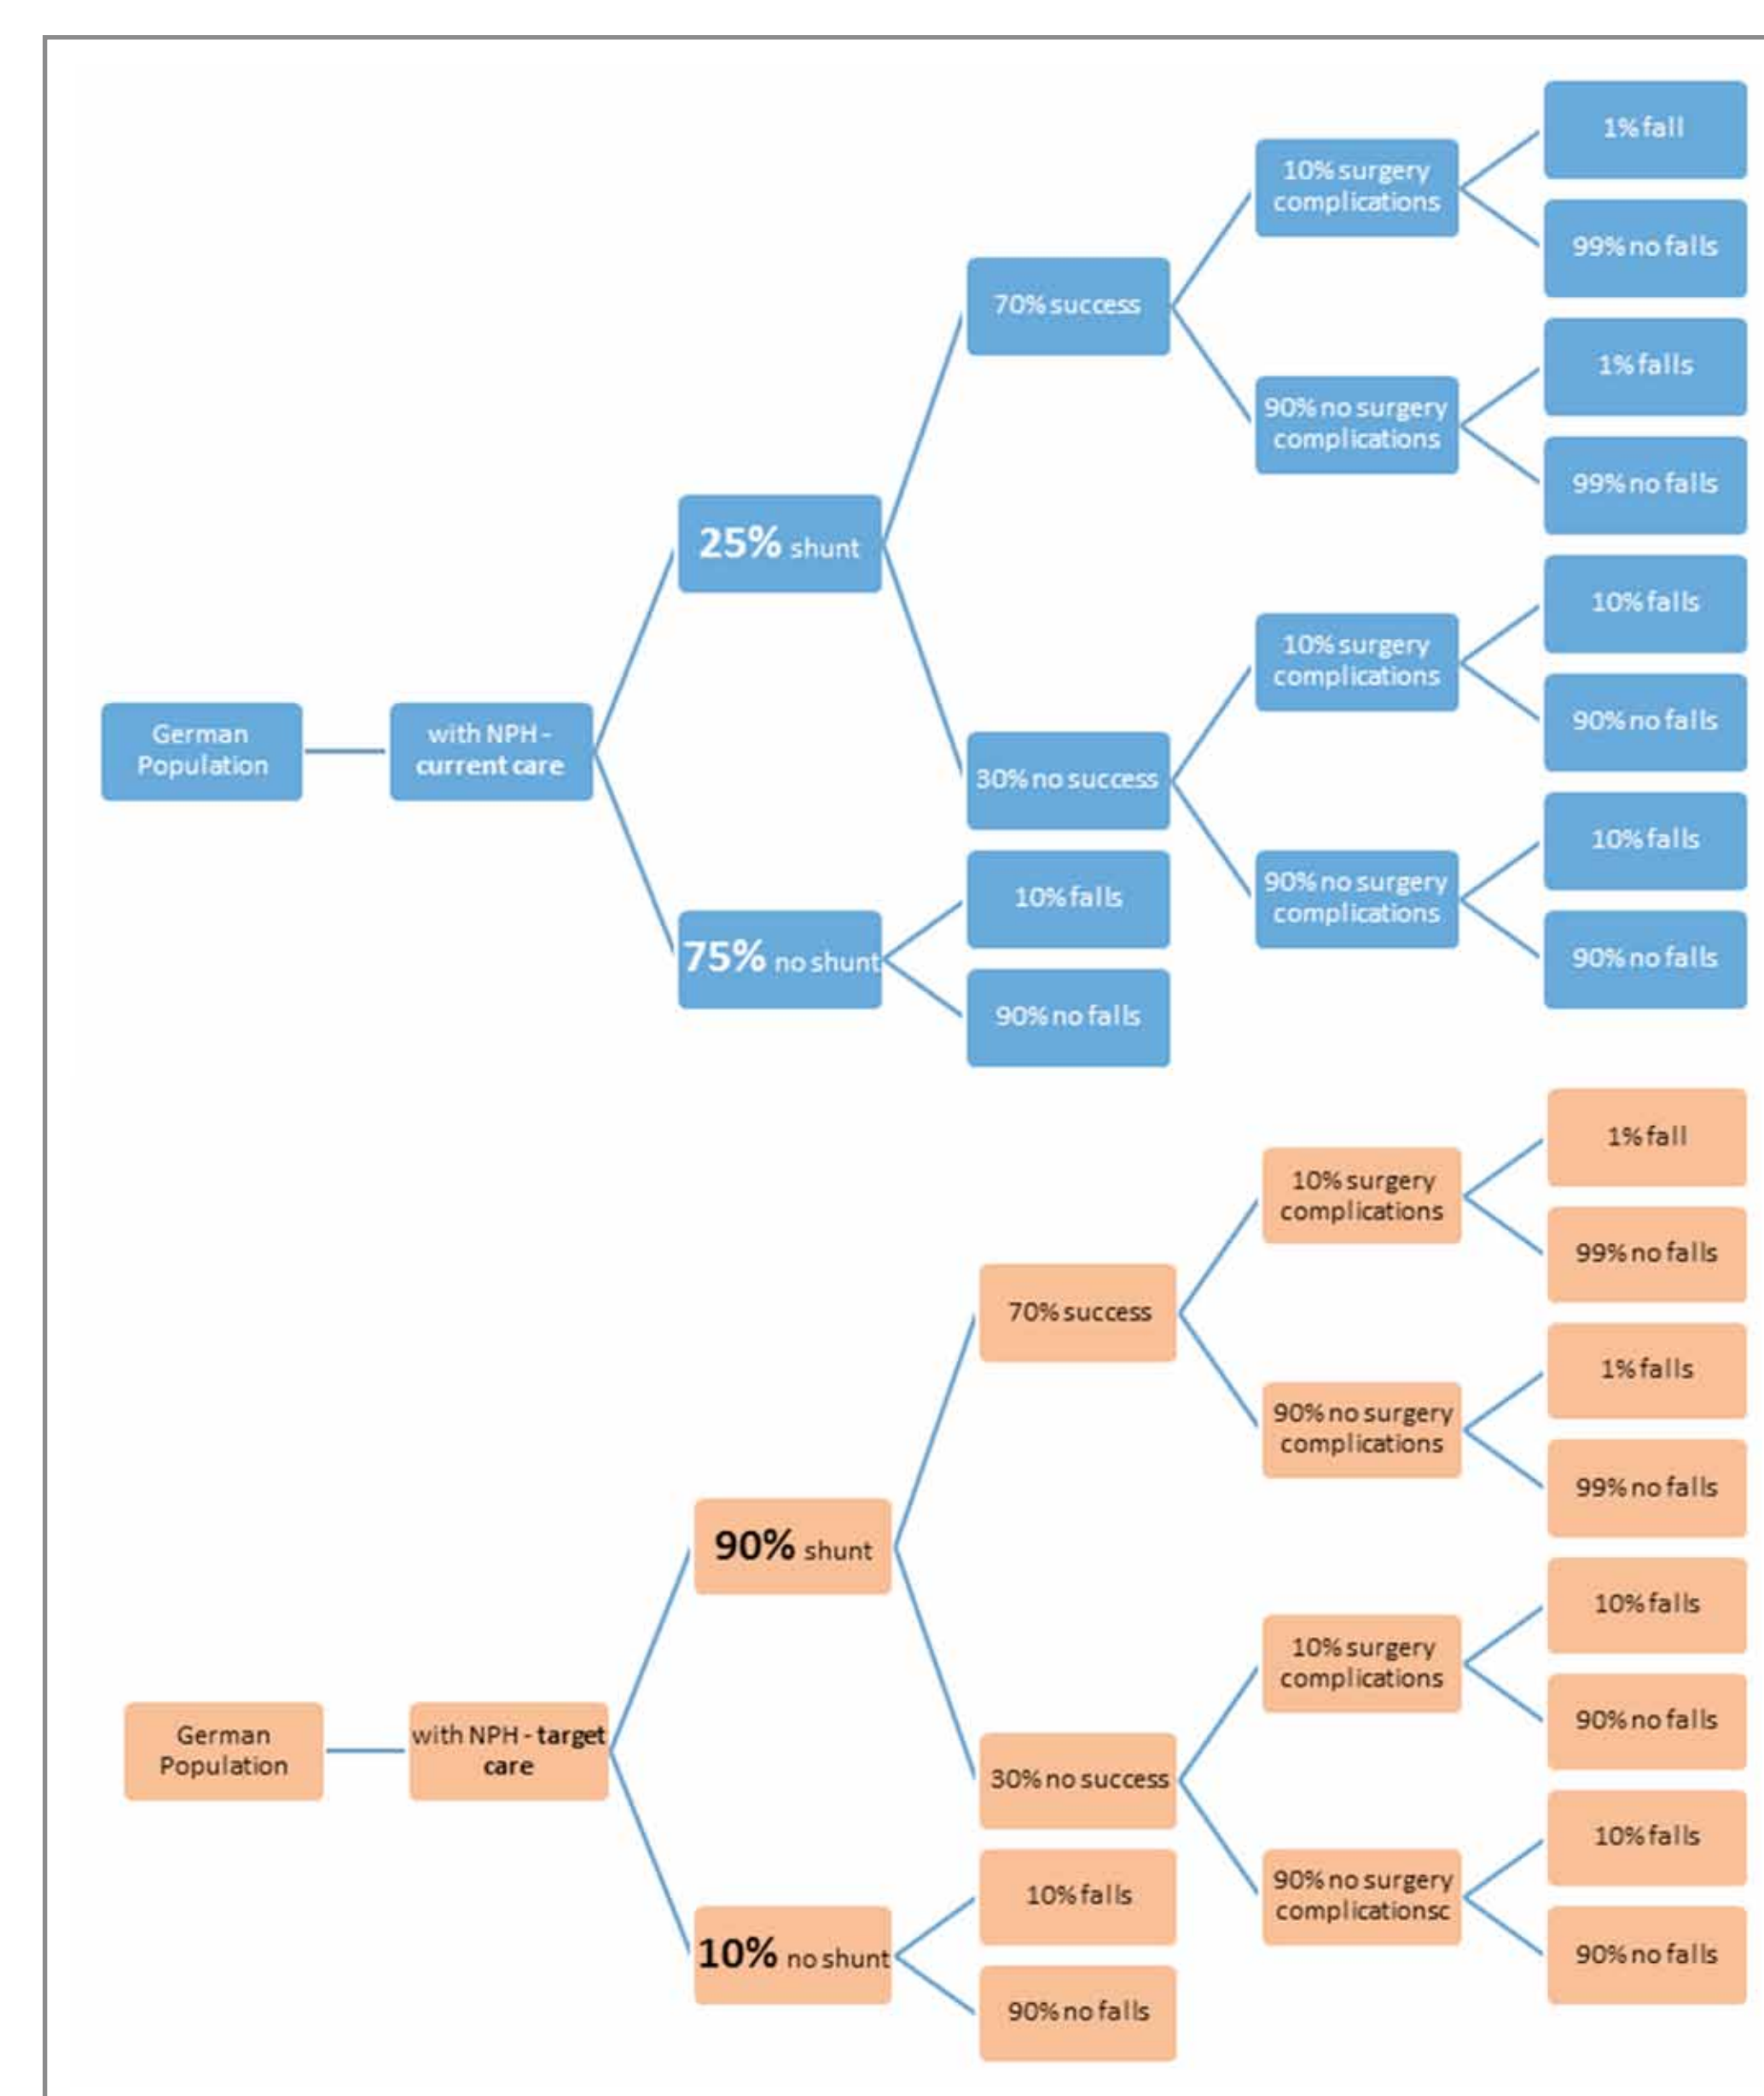 1% fall
10% surgery
complications
99% no falls
70% success
1% falls
90% no surgery
complications
99% no falls
25% shunt
10% falls
10% surgery
complications
90% no falls
German
Population
with NPH -
current care
30% no success
10% falls
90% no surgery
complications
10% falls
90% no falls
75% no shunt
90% no falls
1% fall
10% surgery
complications
99% no falls
70% success
1% falls
90% no surgery
complications
99% no falls
90% shunt
10% falls
10% surgery
complications
90% no falls
German
Population
with NPH - target
care
30% no success
10% falls
90% no surgery
complicationsc
10% falls
90% no falls
10% no shunt
90% no falls